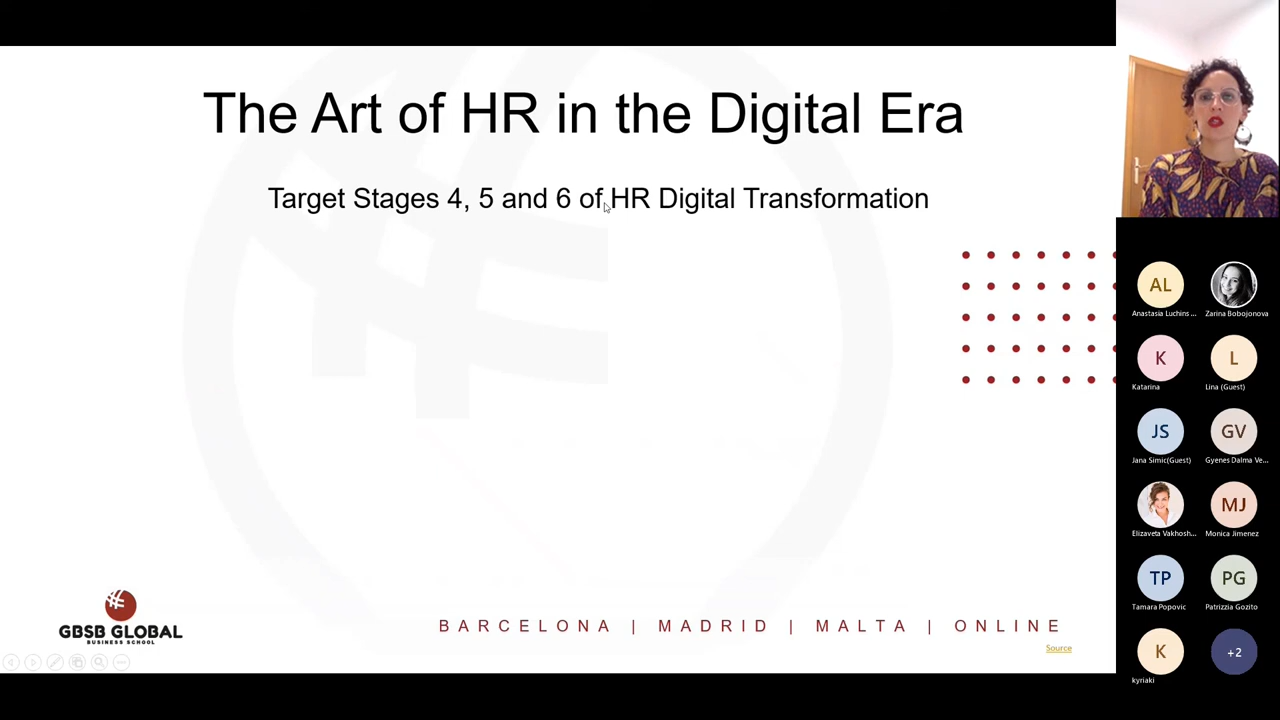 The Art of HR in the Digital Era
Target Stages 4, 5 and 6 of HR Digital Transformation
GBSB GLOBAL
BUSINESS SCHOOL
BARCELONA | MADRID | MALTA | ONLINE
Source
AL
Anastasia Luchins ...
Zarina Bobojonova
K
Katarina
L
Lina (Guest)
JS
Jana Simic(Guest)
GV
Gyenes Dalma Ve...
Elizaveta Vakhosh...
MJ
Monica Jimenez
TP
Tamara Popovic
PG
Patrizzia Gozito
K
kyriaki
+2